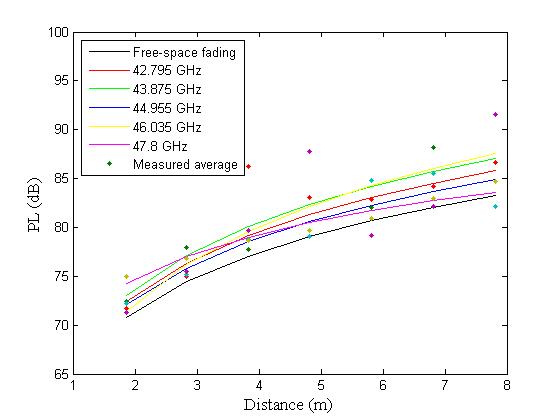 100
95
90
85
80
75
70
65
PL (dB)
Free-space fading
42.795 GHz
43.875 GHz
44.955 GHz
46.035 GHz
47.8 GHz
Measured average
1 2 3 4 5 6 7 8
Distance (m)